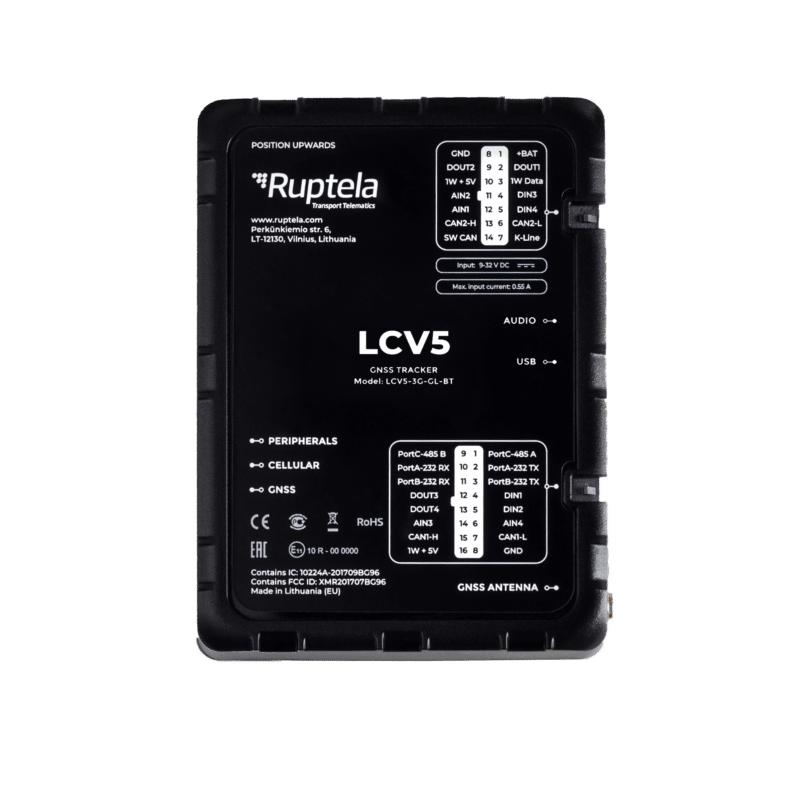 POSITION UPWARDS
Ruptela
Transport Telematics
www.ruptela.com
Perkūnkiemio str. 6,
LT-12130, Vilnius, Lithuania
GND 8 1 +BAT
DOUT2 9 2 DOUT1
1W + 5V 10 3 1W Data
AIN2 11 4 DIN3
AIN1 12 5 DIN4
CAN2-H 13 6 CAN2-L
SW CAN 14 7 K-Line
Input: 9-32 V DC
Max. input current: 0.55 A
AUDIO
USB
LCV5
GNSS TRACKER
Model: LCV5-3G-GL-BT
PERIPHERALS
CELLULAR
GNSS
PortC-485 B 9 1 PortC-485 A
PortA-232 RX 10 2 PortA-232 TX
PortB-232 RX 11 3 PortB-232 TX
DOUT3 12 4 DIN1
DOUT4 13 5 DIN2
AIN3 14 6 AIN4
CAN1-H 15 7 CAN1-L
1W + 5V 16 8 GND
CE RoHS
EAC E11 10 R - 00 0000
Contains IC: 10224A-201709BG96
Contains FCC ID: XMR201707BG96
Made in Lithuania (EU)
GNSS ANTENNA